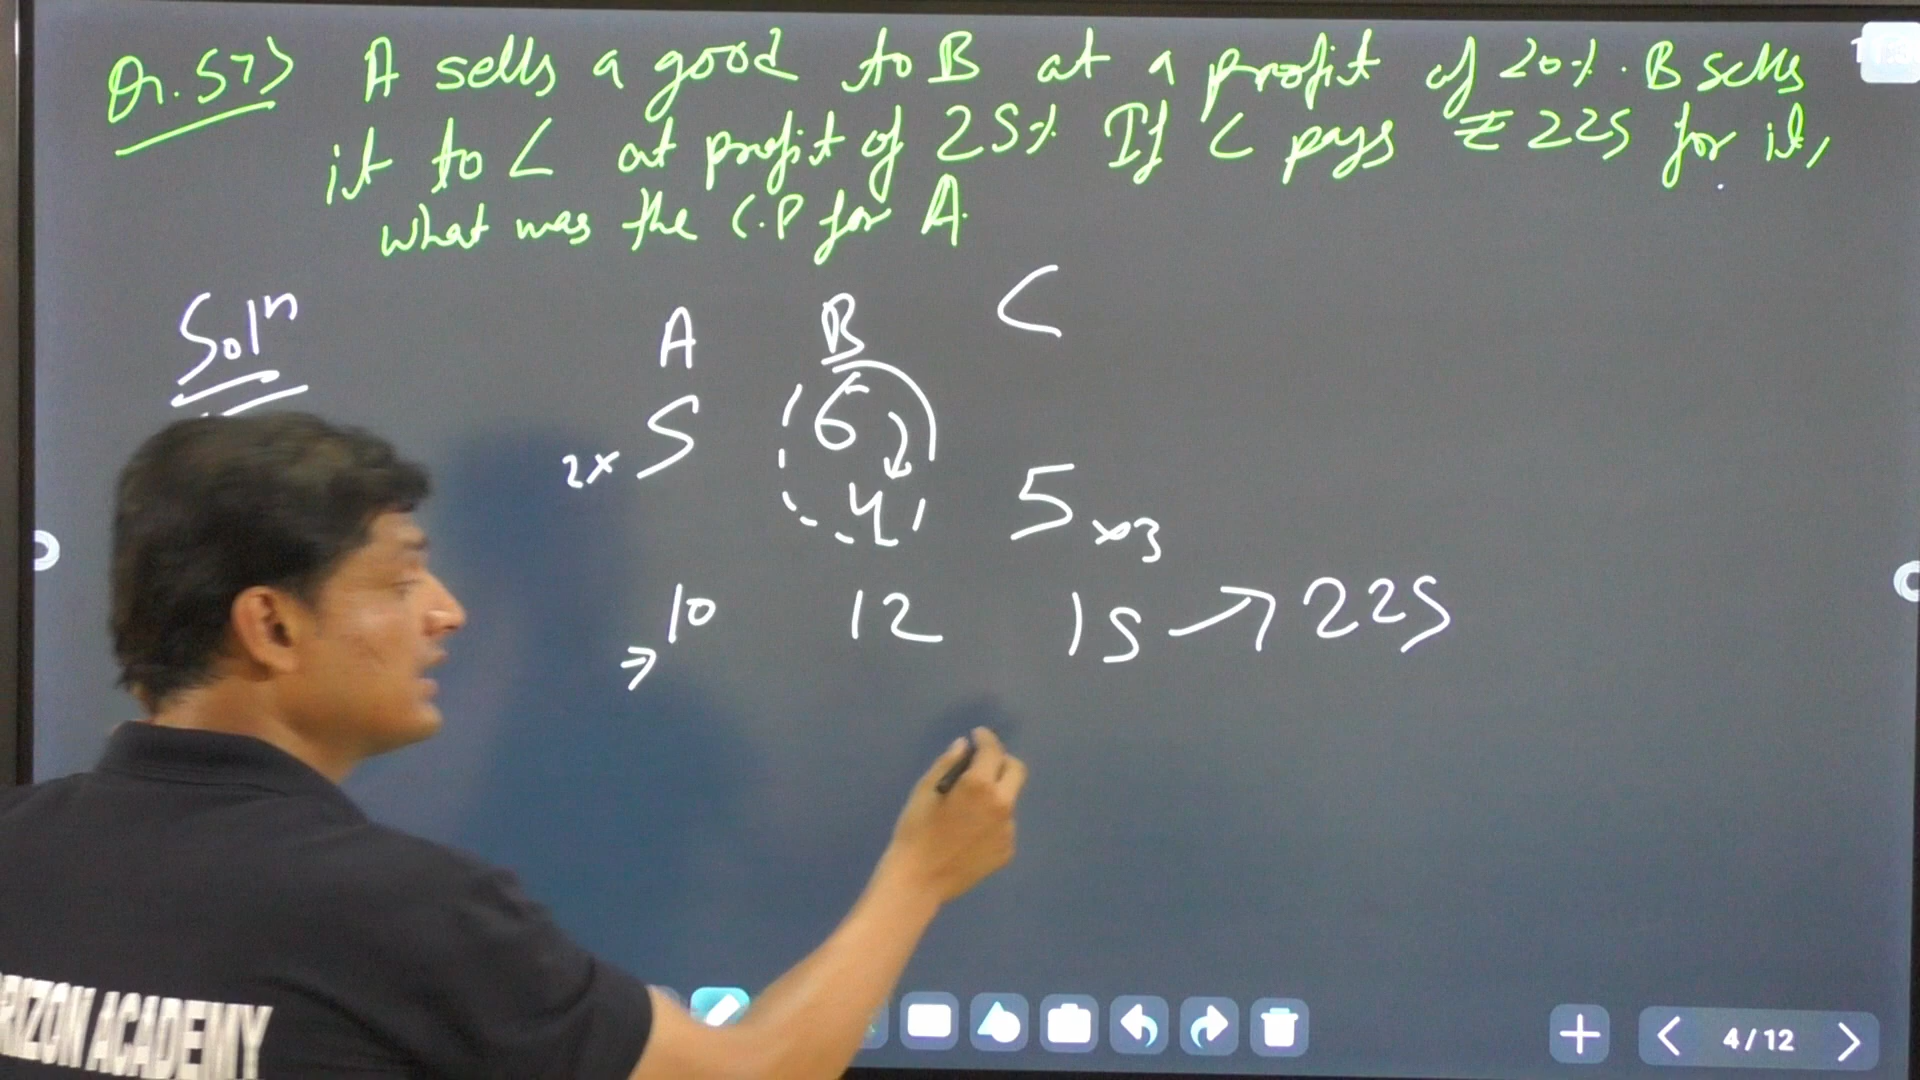 Qn.57> A sells a good to B at a profit of 20%. B sells
it to C at profit of 25% If C pays ₹ 225 for it,
what was the C.P for A.
Solⁿ
A B C
2× 5 6
4 5 ×3
→ 10 12 15 → 225
RIZON ACADEMY
4/12